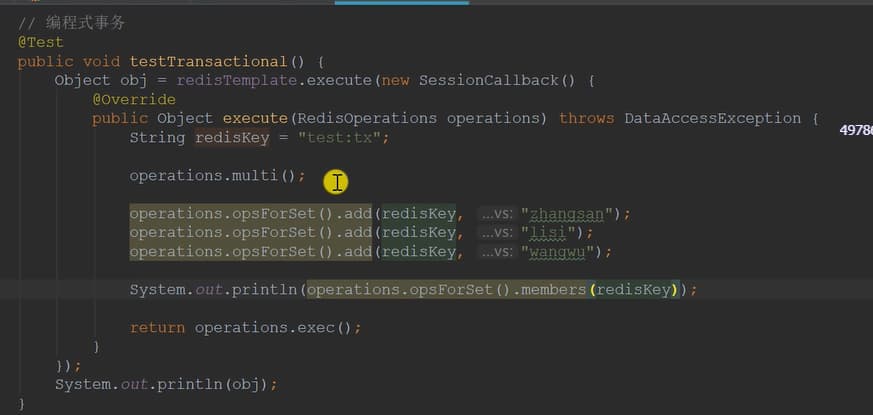 // 编程式事务
@Test
public void testTransactional() {
Object obj = redisTemplate.execute(new SessionCallback() {
@Override
public Object execute(RedisOperations operations) throws DataAccessException {
String redisKey = "test:tx";
operations.multi();
operations.opsForSet().add(redisKey, ...vs: "zhangsan");
operations.opsForSet().add(redisKey, ...vs: "lisi");
operations.opsForSet().add(redisKey, ...vs: "wangwu");
System.out.println(operations.opsForSet().members(redisKey));
return operations.exec();
}
});
System.out.println(obj);
}